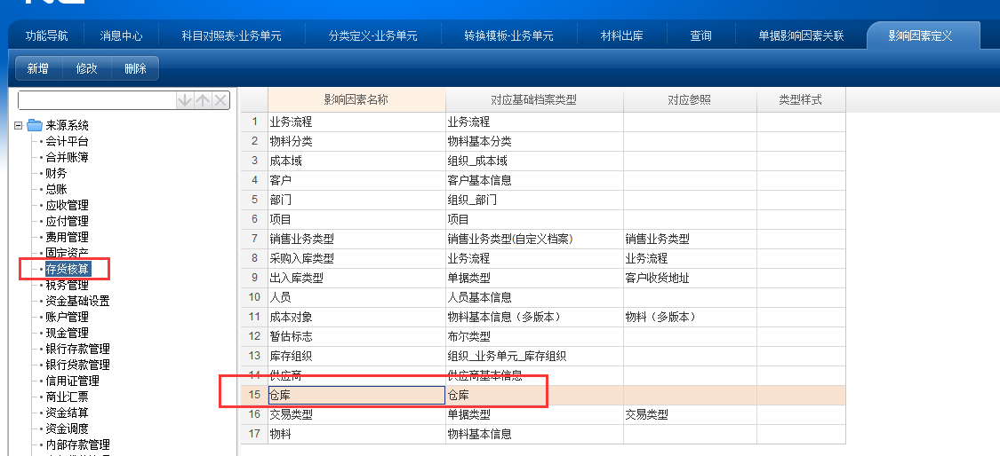 功能导航 消息中心 科目对照表-业务单元 分类定义-业务单元 转换模板-业务单元 材料出库 查询 单据影响因素关联 影响因素定义
新增 修改 删除
来源系统
会计平台
合并账簿
财务
总账
应收管理
应付管理
费用管理
固定资产
存货核算
税务管理
资金基础设置
账户管理
现金管理
银行存款管理
银行贷款管理
信用证管理
商业汇票
资金结算
资金调度
内部存款管理
影响因素名称 对应基础档案类型 对应参照 类型样式
1 业务流程 业务流程
2 物料分类 物料基本分类
3 成本域 组织_成本域
4 客户 客户基本信息
5 部门 组织_部门
6 项目 项目
7 销售业务类型 销售业务类型(自定义档案) 销售业务类型
8 采购入库类型 业务流程 业务流程
9 出入库类型 单据类型 客户收货地址
10 人员 人员基本信息
11 成本对象 物料基本信息（多版本） 物料（多版本）
12 暂估标志 布尔类型
13 库存组织 组织_业务单元_库存组织
14 供应商 供应商基本信息
15 仓库 仓库
16 交易类型 单据类型 交易类型
17 物料 物料基本信息